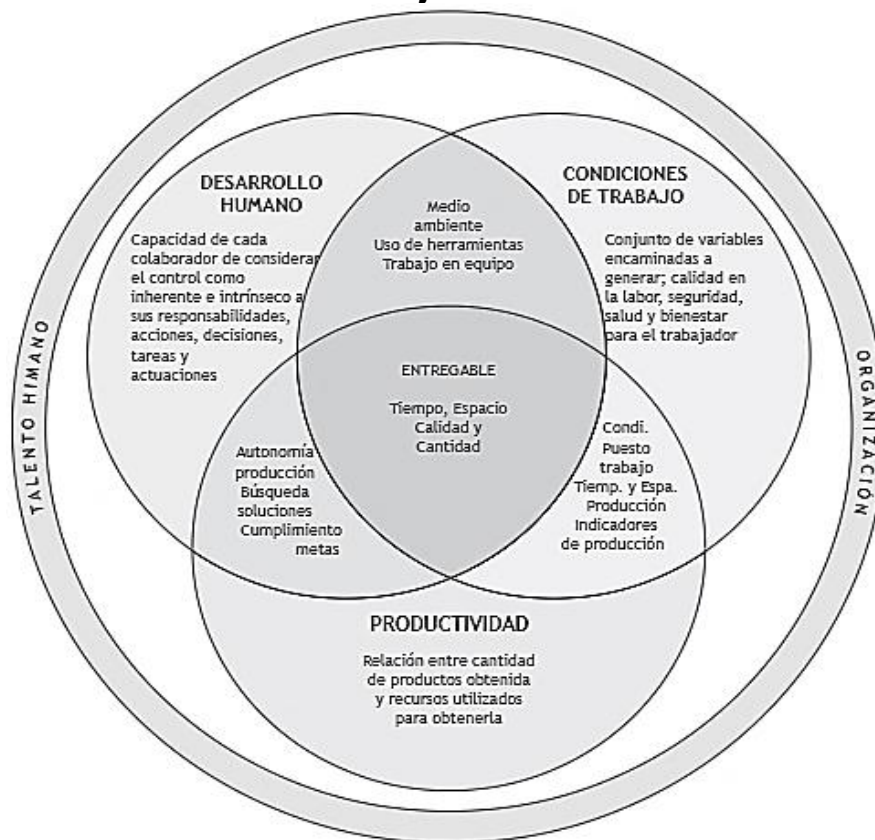 DESARROLLO
HUMANO
Capacidad de cada
colaborador de considerar
el control como
inherente e intrínseco a
sus responsabilidades,
acciones, decisiones,
tareas y
actuaciones
Medio
ambiente
Uso de herramientas
Trabajo en equipo
CONDICIONES
DE TRABAJO
Conjunto de variables
encaminadas a
generar; calidad en
la labor, seguridad,
salud y bienestar
para el trabajador
ENTREGABLE
Tiempo, Espacio
Calidad y
Cantidad
Autonomía
producción
Búsqueda
soluciones
Cumplimiento
metas
Condi.
Puesto
trabajo
Tiemp. y Espa.
Producción
Indicadores
de producción
PRODUCTIVIDAD
Relación entre cantidad
de productos obtenida
y recursos utilizados
para obtenerla
TALENTO HIMANO
ORGANIZACIÓN